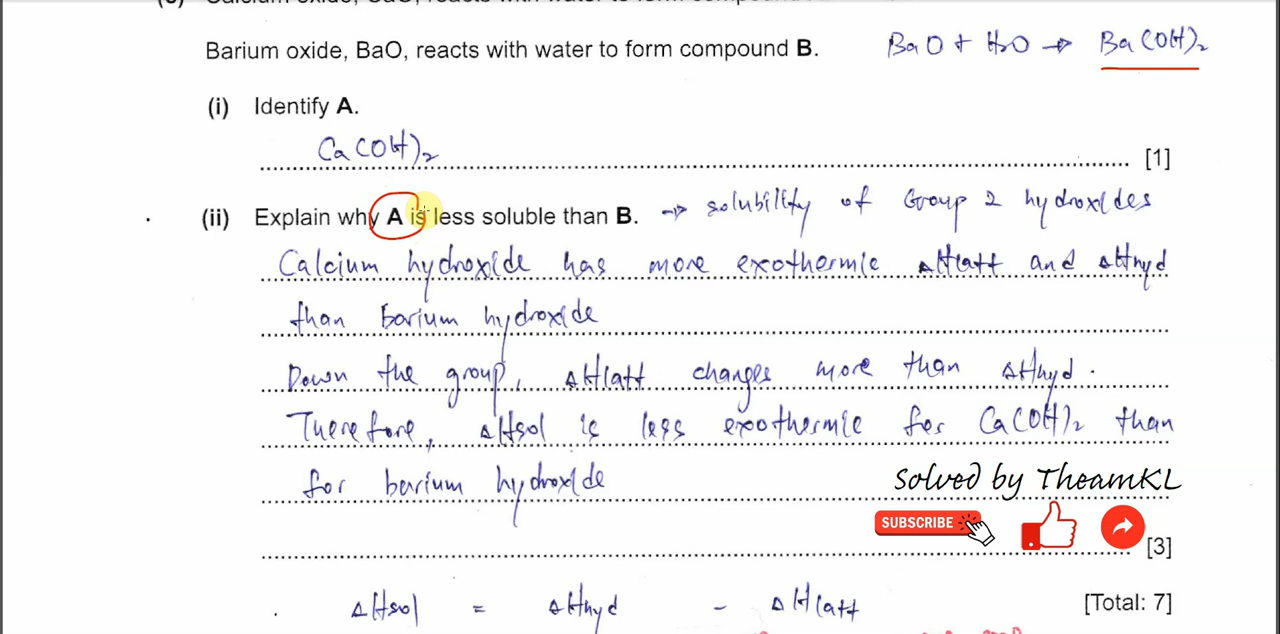 Barium oxide, BaO, reacts with water to form compound B. BaO + H₂O → Ba(OH)₂
(i) Identify A.
Ca(OH)₂
[1]
(ii) Explain why A is less soluble than B. → solubility of Group 2 hydroxides
Calcium hydroxide has more exothermic ΔHlatt and ΔHhyd
than barium hydroxide
Down the group, ΔHlatt changes more than ΔHhyd.
Therefore, ΔHsol is less exothermic for Ca(OH)₂ than
for barium hydroxide
Solved by TheamKL
SUBSCRIBE
[3]
ΔHsol = ΔHhyd - ΔHlatt
[Total: 7]